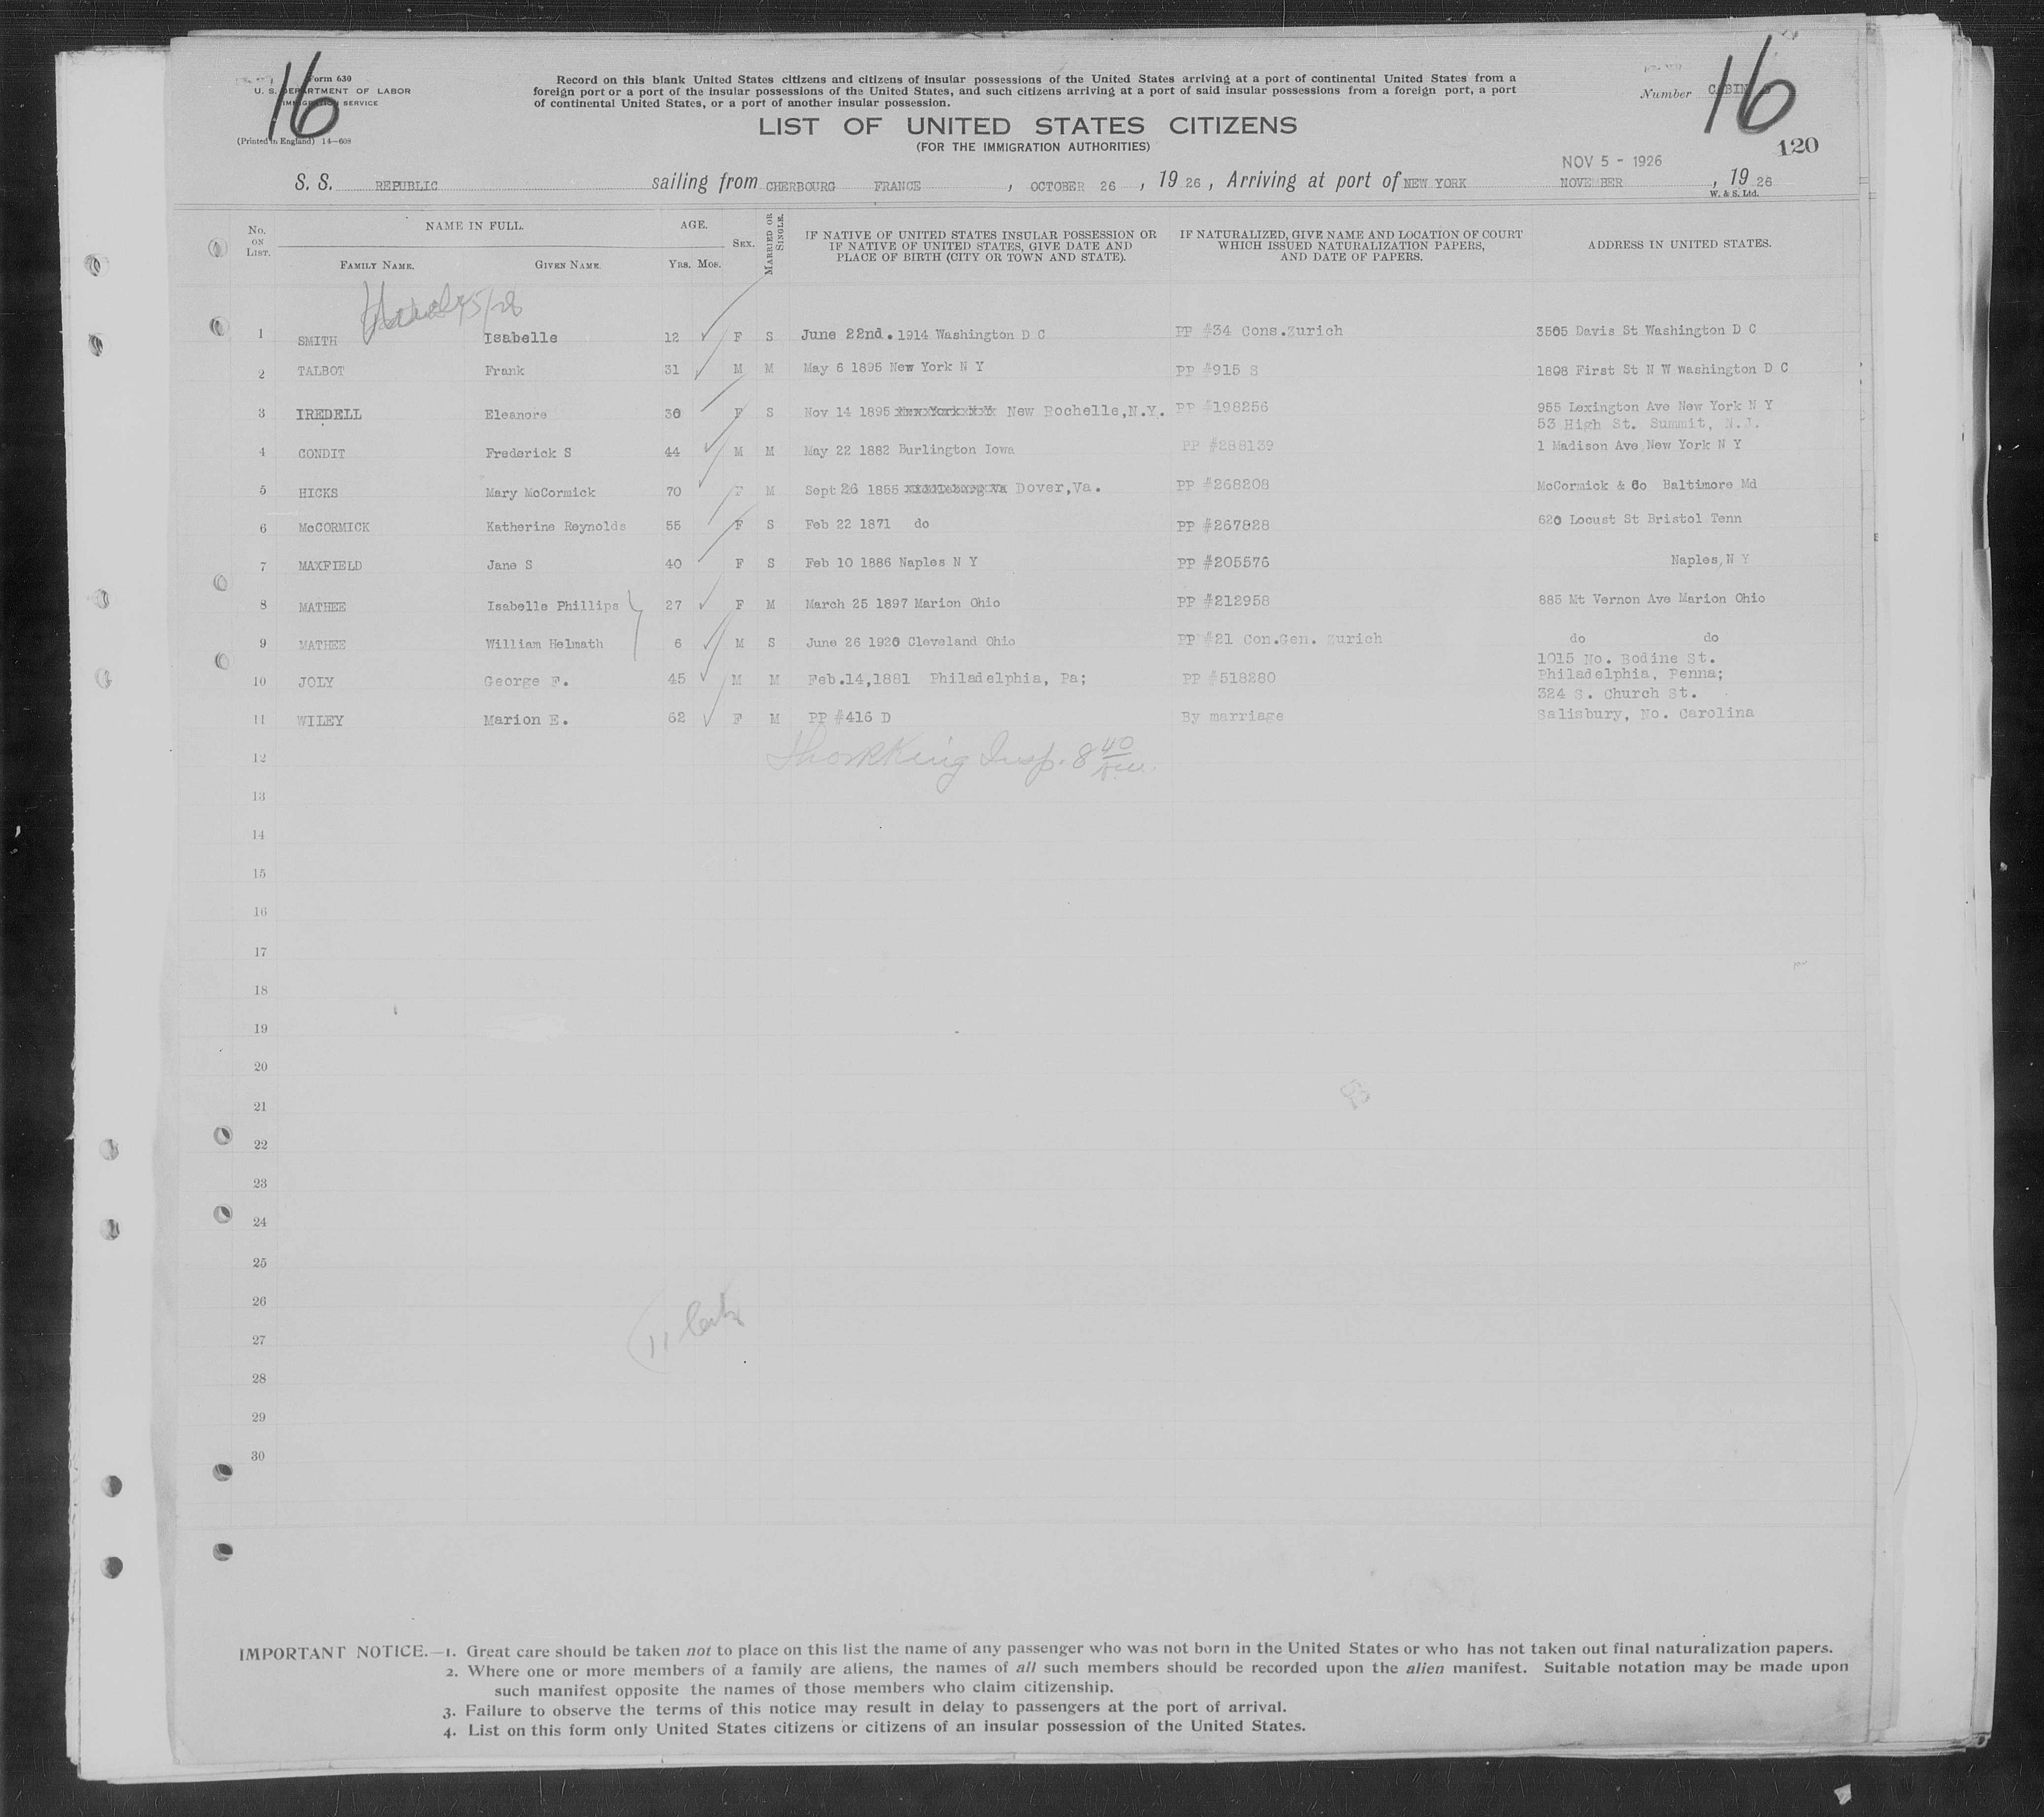 16
Form 630
U. S. DEPARTMENT OF LABOR
IMMIGRATION SERVICE
(Printed in England) 14—608
Record on this blank United States citizens and citizens of insular possessions of the United States arriving at a port of continental United States from a
foreign port or a port of the insular possessions of the United States, and such citizens arriving at a port of said insular possessions from a foreign port, a port
of continental United States, or a port of another insular possession.
Number CABIN 16
LIST OF UNITED STATES CITIZENS
(FOR THE IMMIGRATION AUTHORITIES)
120
NOV 5 - 1926
S. S. REPUBLIC sailing from CHERBOURG FRANCE , OCTOBER 26 , 19 26 , Arriving at port of NEW YORK NOVEMBER , 19 26
W. & S. Ltd.
No. ON LIST. NAME IN FULL. AGE. SEX. MARRIED OR SINGLE. IF NATIVE OF UNITED STATES INSULAR POSSESSION OR IF NATIVE OF UNITED STATES, GIVE DATE AND PLACE OF BIRTH (CITY OR TOWN AND STATE). IF NATURALIZED, GIVE NAME AND LOCATION OF COURT WHICH ISSUED NATURALIZATION PAPERS, AND DATE OF PAPERS. ADDRESS IN UNITED STATES.
FAMILY NAME. GIVEN NAME. YRS. MOS.
1 SMITH Isabelle 12 F S June 22nd. 1914 Washington D C PP #34 Cons.Zurich 3505 Davis St Washington D C
2 TALBOT Frank 31 M M May 6 1895 New York N Y PP #915 S 1808 First St N W Washington D C
3 IREDELL Eleanore 30 F S Nov 14 1895 New Rochelle,N.Y. PP #198256 955 Lexington Ave New York N Y
53 High St. Summit, N.J.
4 CONDIT Frederick S 44 M M May 22 1882 Burlington Iowa PP #288139 1 Madison Ave New York N Y
5 HICKS Mary McCormick 70 F M Sept 26 1855 Dover,Va. PP #268208 McCormick & Co Baltimore Md
6 McCORMICK Katherine Reynolds 55 F S Feb 22 1871 do PP #267828 620 Locust St Bristol Tenn
7 MAXFIELD Jane S 40 F S Feb 10 1886 Naples N Y PP #205576 Naples, N Y
8 MATHEE Isabelle Phillips 27 F M March 25 1897 Marion Ohio PP #212958 885 Mt Vernon Ave Marion Ohio
9 MATHEE William Helmath 6 M S June 26 1920 Cleveland Ohio PP #21 Con.Gen. Zurich do do
1015 No. Bodine St.
10 JOLY George F. 45 M M Feb.14,1881 Philadelphia, Pa; PP #518280 Philadelphia, Penna;
324 S. Church St.
11 WILEY Marion E. 62 F M PP #416 D By marriage Salisbury, No. Carolina
12
13
14
15
16
17
18
19
20
21
22
23
24
25
26
27
28
29
30
IMPORTANT NOTICE.—1. Great care should be taken not to place on this list the name of any passenger who was not born in the United States or who has not taken out final naturalization papers.
2. Where one or more members of a family are aliens, the names of all such members should be recorded upon the alien manifest. Suitable notation may be made upon
such manifest opposite the names of those members who claim citizenship.
3. Failure to observe the terms of this notice may result in delay to passengers at the port of arrival.
4. List on this form only United States citizens or citizens of an insular possession of the United States.